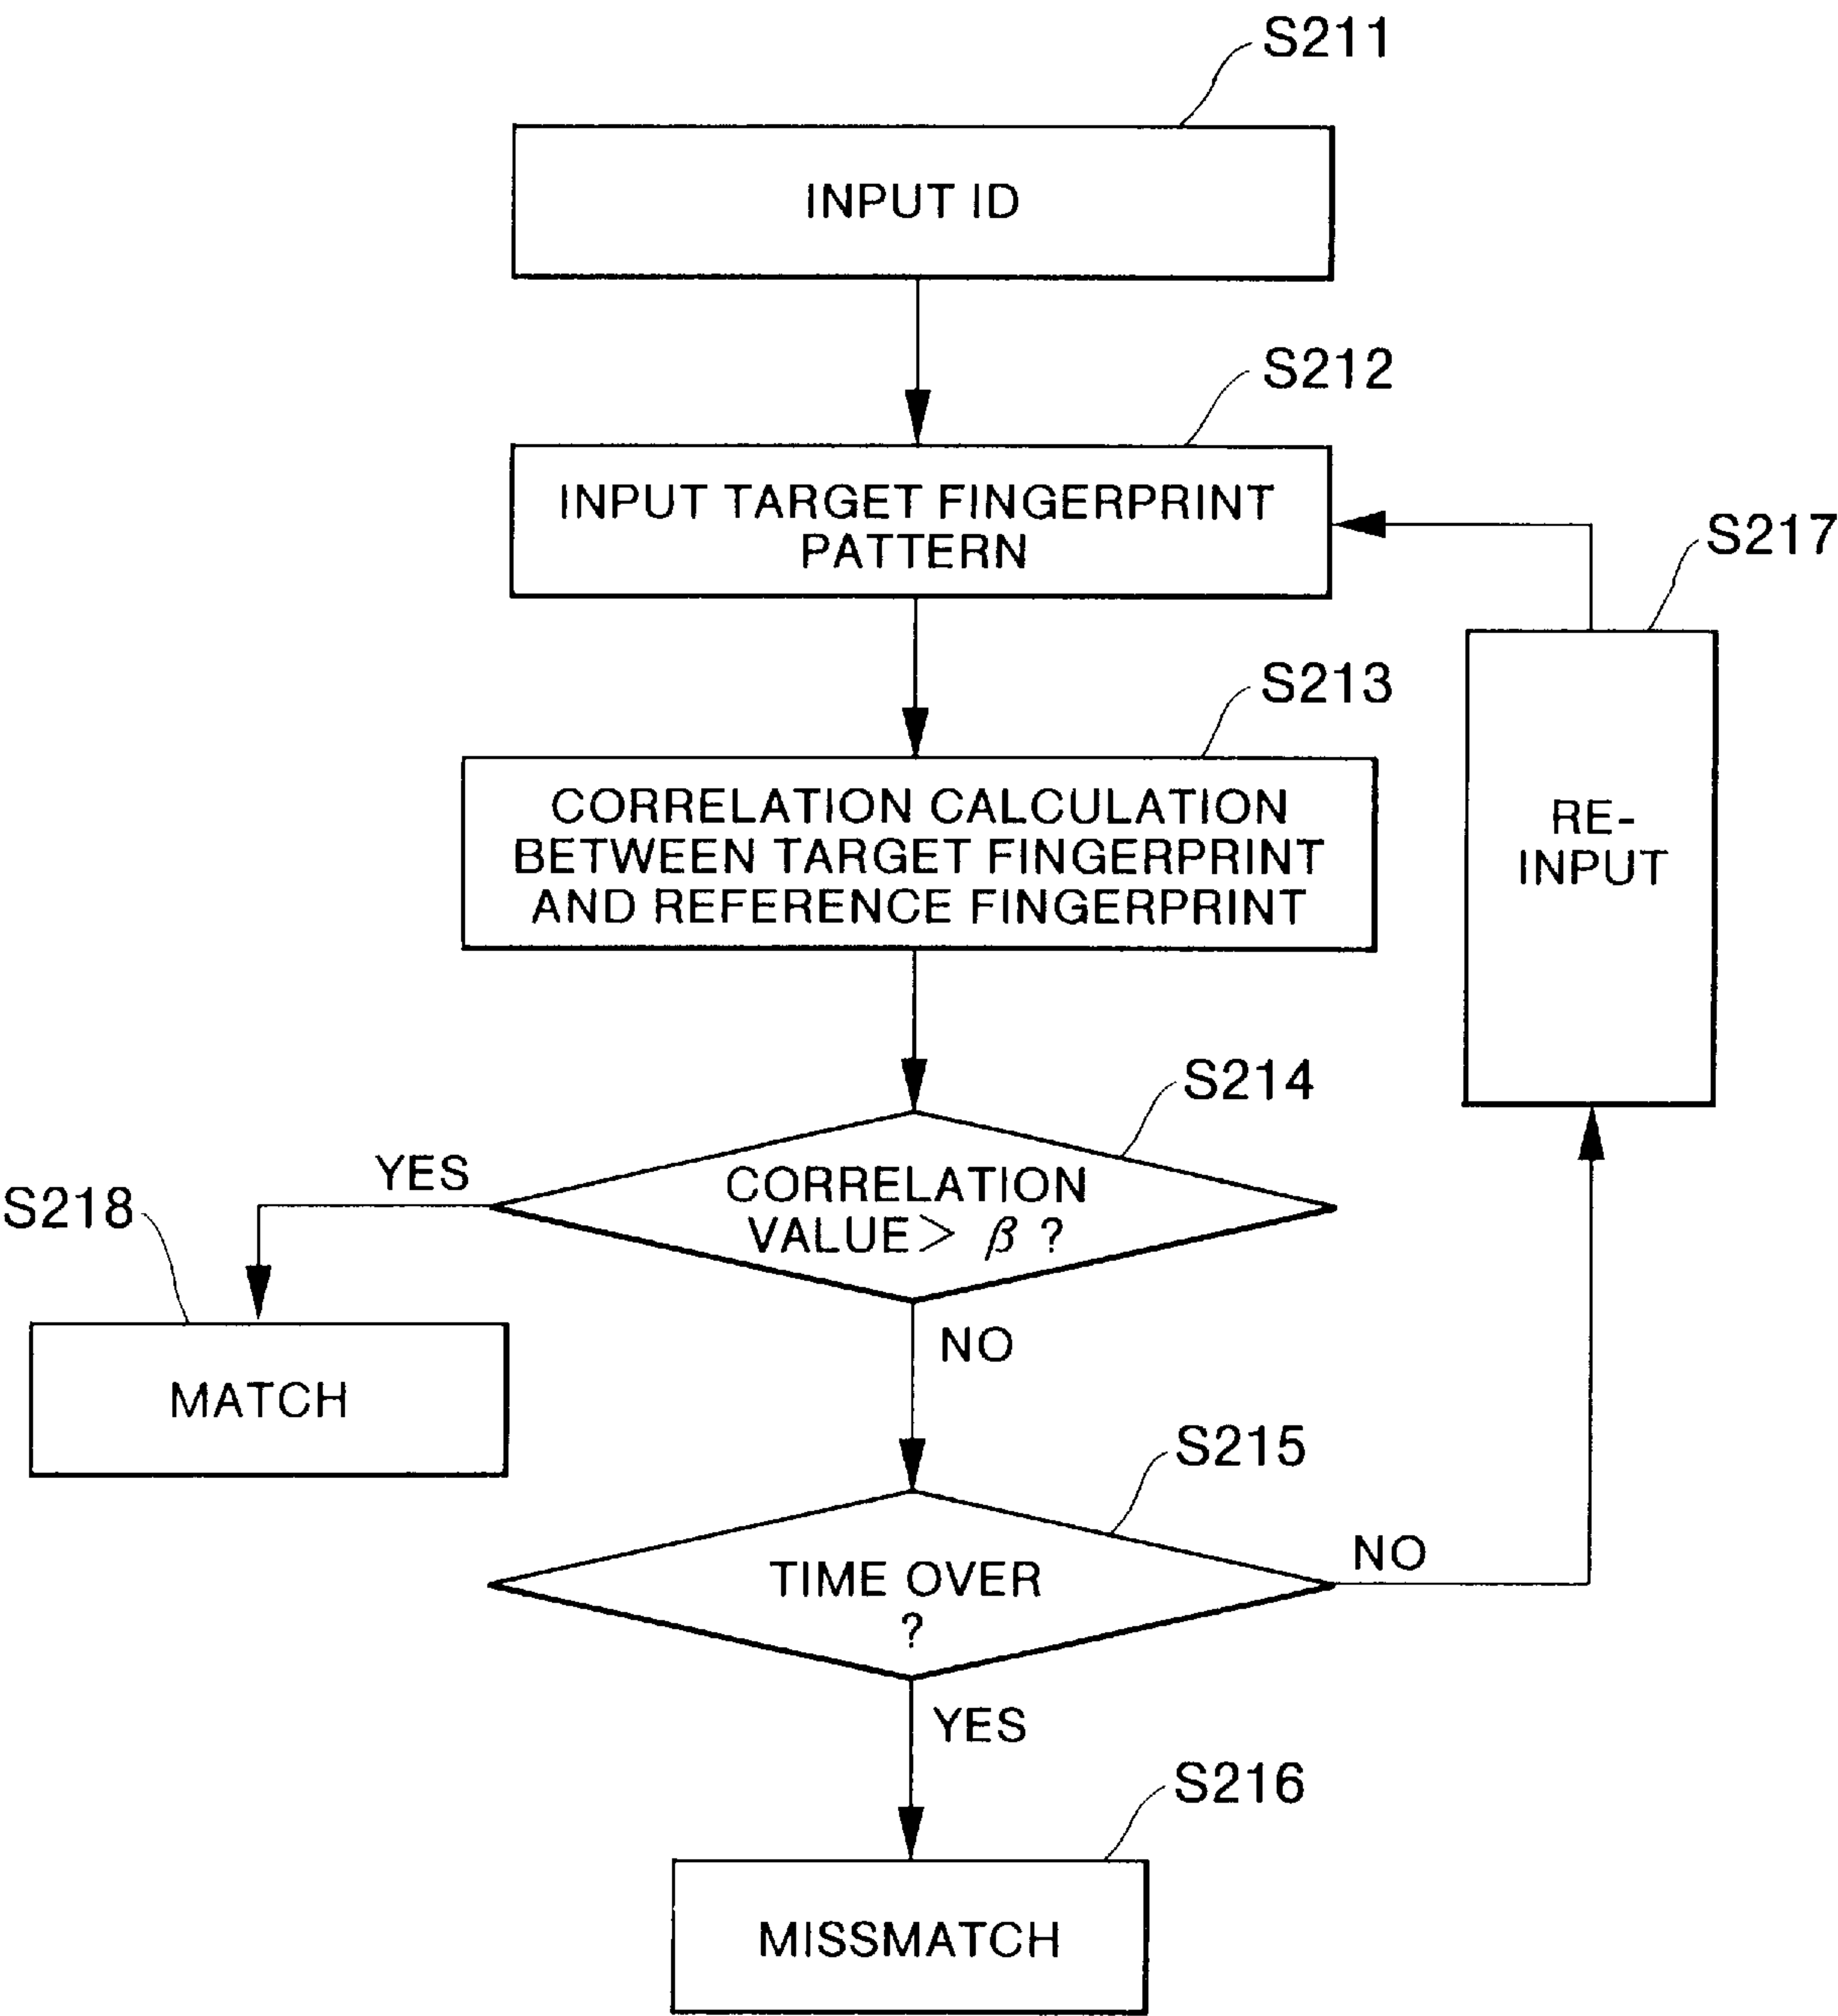 S211
INPUT ID
S212
INPUT TARGET FINGERPRINT
PATTERN
S217
S213
CORRELATION CALCULATION
BETWEEN TARGET FINGERPRINT
AND REFERENCE FINGERPRINT
RE-
INPUT
S214
YES
CORRELATION
VALUE > β ?
S218
NO
MATCH
S215
NO
TIME OVER
?
YES
S216
MISSMATCH